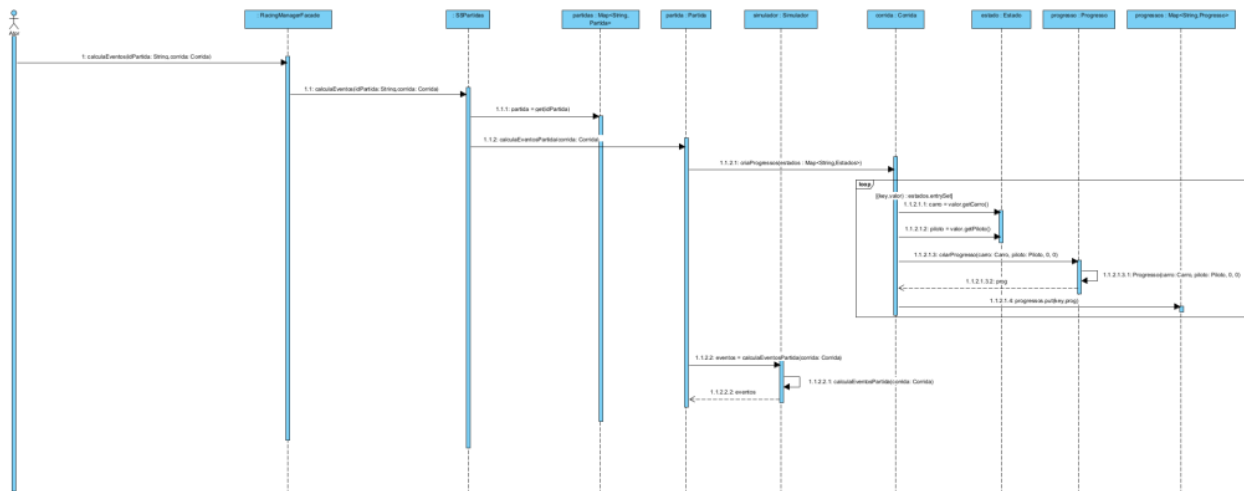 : RacingManagerFacade
: SSPartidas
partidas : Map<String,
Partida>
partida : Partida
simulador : Simulador
corrida : Corrida
estado : Estado
progresso : Progresso
progressos : Map<String,Progresso>
Ator
1: calculaEventos(idPartida: String,corrida: Corrida)
1.1: calculaEventos(idPartida: String,corrida: Corrida)
1.1.1: partida = get(idPartida)
1.1.2: calculaEventosPartida(corrida: Corrida)
1.1.2.1: criarProgressos(estados : Map<String,Estados>)
loop
[(key,valor) : estados.entrySet]
1.1.2.1.1: carro = valor.getCarro()
1.1.2.1.2: piloto = valor.getPiloto()
1.1.2.1.3: criarProgresso(carro: Carro, piloto: Piloto, 0, 0)
1.1.2.1.3.1: Progresso(carro: Carro, piloto: Piloto, 0, 0)
1.1.2.1.3.2: prog
1.1.2.1.4: progressos.put(key,prog)
1.1.2.2: eventos = calculaEventosPartida(corrida: Corrida)
1.1.2.2.1: calculaEventosPartida(corrida: Corrida)
1.1.2.2.2: eventos